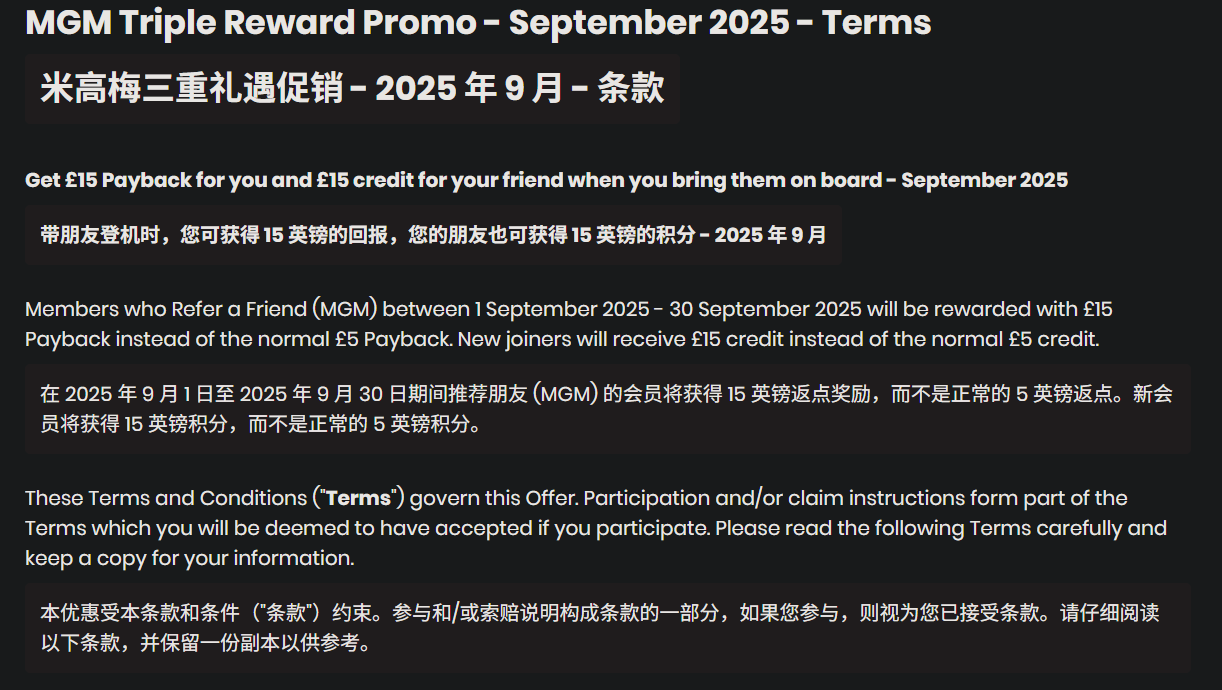 MGM Triple Reward Promo - September 2025 - Terms
米高梅三重礼遇促销 - 2025 年 9 月 - 条款
Get £15 Payback for you and £15 credit for your friend when you bring them on board - September 2025
带朋友登机时，您可获得 15 英镑的回报，您的朋友也可获得 15 英镑的积分 - 2025 年 9 月
Members who Refer a Friend (MGM) between 1 September 2025 - 30 September 2025 will be rewarded with £15
Payback instead of the normal £5 Payback. New joiners will receive £15 credit instead of the normal £5 credit.
在 2025 年 9 月 1 日至 2025 年 9 月 30 日期间推荐朋友 (MGM) 的会员将获得 15 英镑返点奖励，而不是正常的 5 英镑返点。新会
员将获得 15 英镑积分，而不是正常的 5 英镑积分。
These Terms and Conditions ("Terms") govern this Offer. Participation and/or claim instructions form part of the
Terms which you will be deemed to have accepted if you participate. Please read the following Terms carefully and
keep a copy for your information.
本优惠受本条款和条件（"条款"）约束。参与和/或索赔说明构成条款的一部分，如果您参与，则视为您已接受条款。请仔细阅读
以下条款，并保留一份副本以供参考。